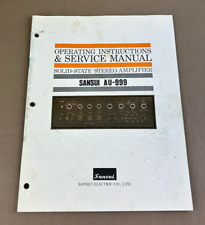 OPERATING INSTRUCTIONS
& SERVICE MANUAL
SOLID-STATE STEREO AMPLIFIER
SANSUI AU-999
Sansui
SANSUI ELECTRIC CO., LTD.